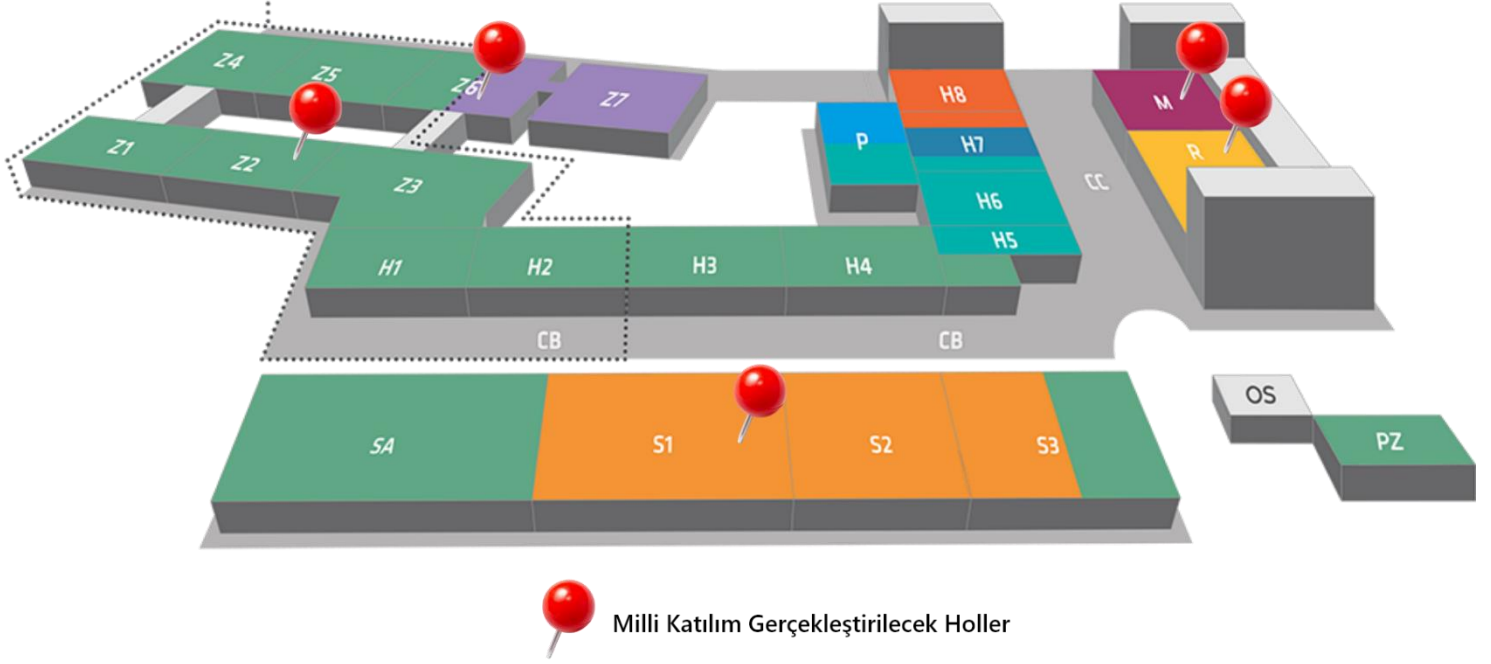 Z4
Z5
Z6
Z7
Z1
Z2
Z3
H8
P
H7
H6
H5
M
R
CC
H1
H2
H3
H4
CB
CB
SA
S1
S2
S3
OS
PZ
Milli Katılım Gerçekleştirilecek Holler